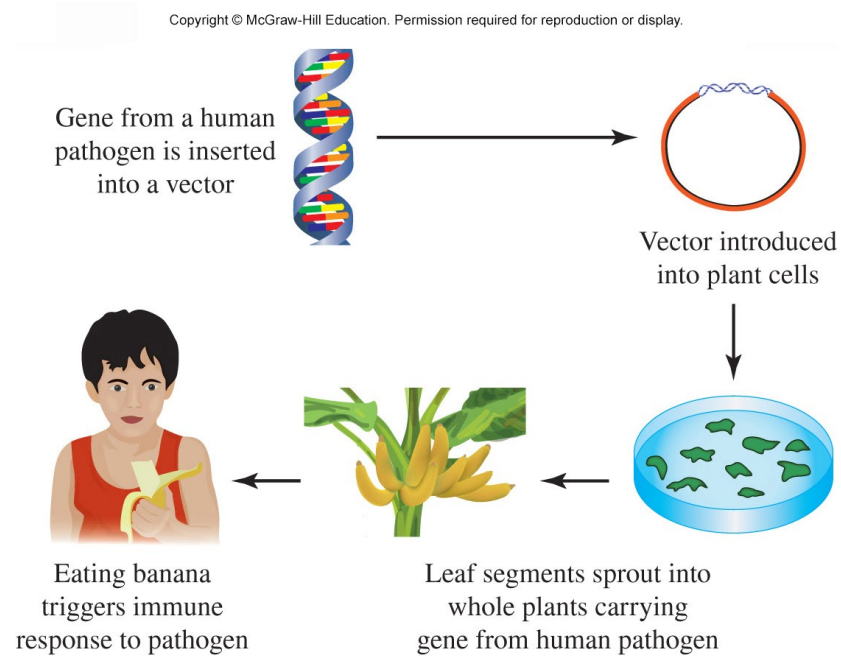 Copyright © McGraw-Hill Education. Permission required for reproduction or display.
Gene from a human
pathogen is inserted
into a vector
Vector introduced
into plant cells
Leaf segments sprout into
whole plants carrying
gene from human pathogen
Eating banana
triggers immune
response to pathogen